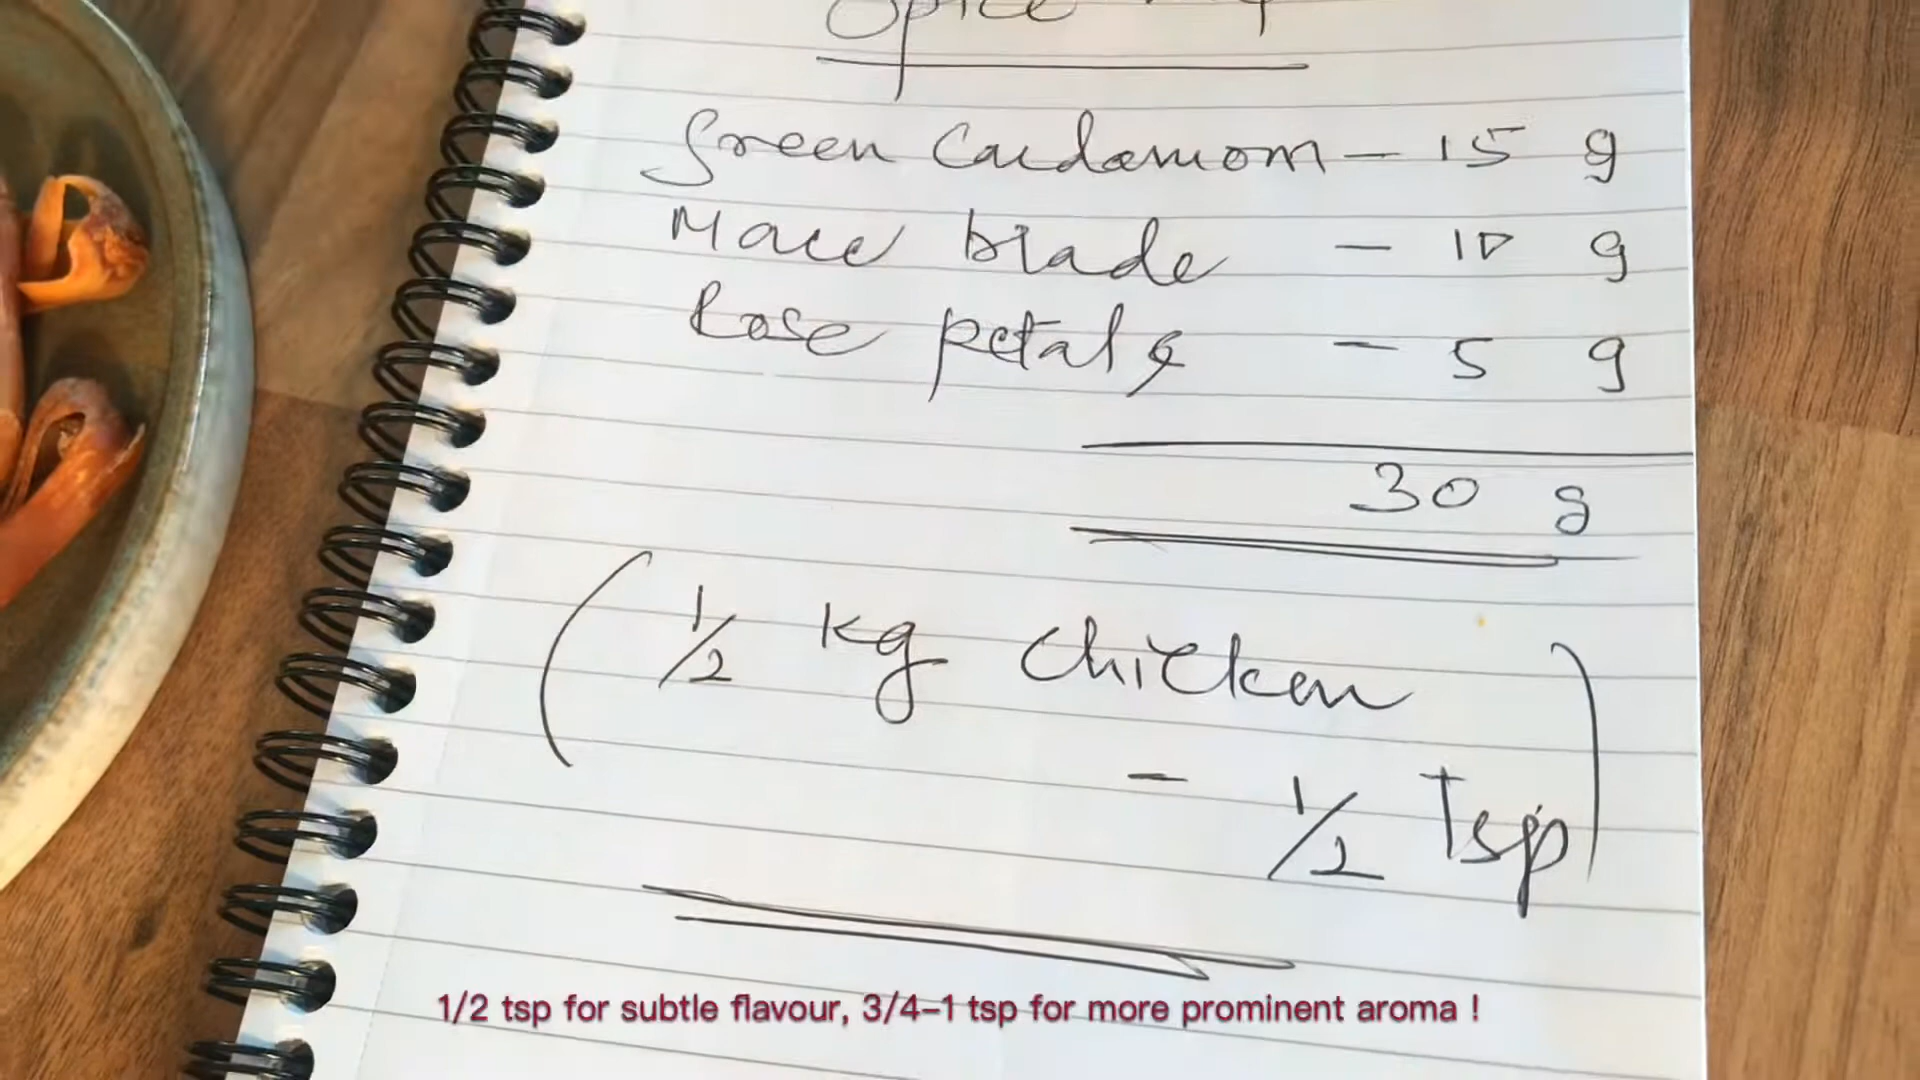 Spice
Green Cardamom - 15 g
Mace blade - 10 g
Rose petals - 5 g
30 g
(1/2 kg chicken
- 1/2 Tsp)
1/2 tsp for subtle flavour, 3/4-1 tsp for more prominent aroma !